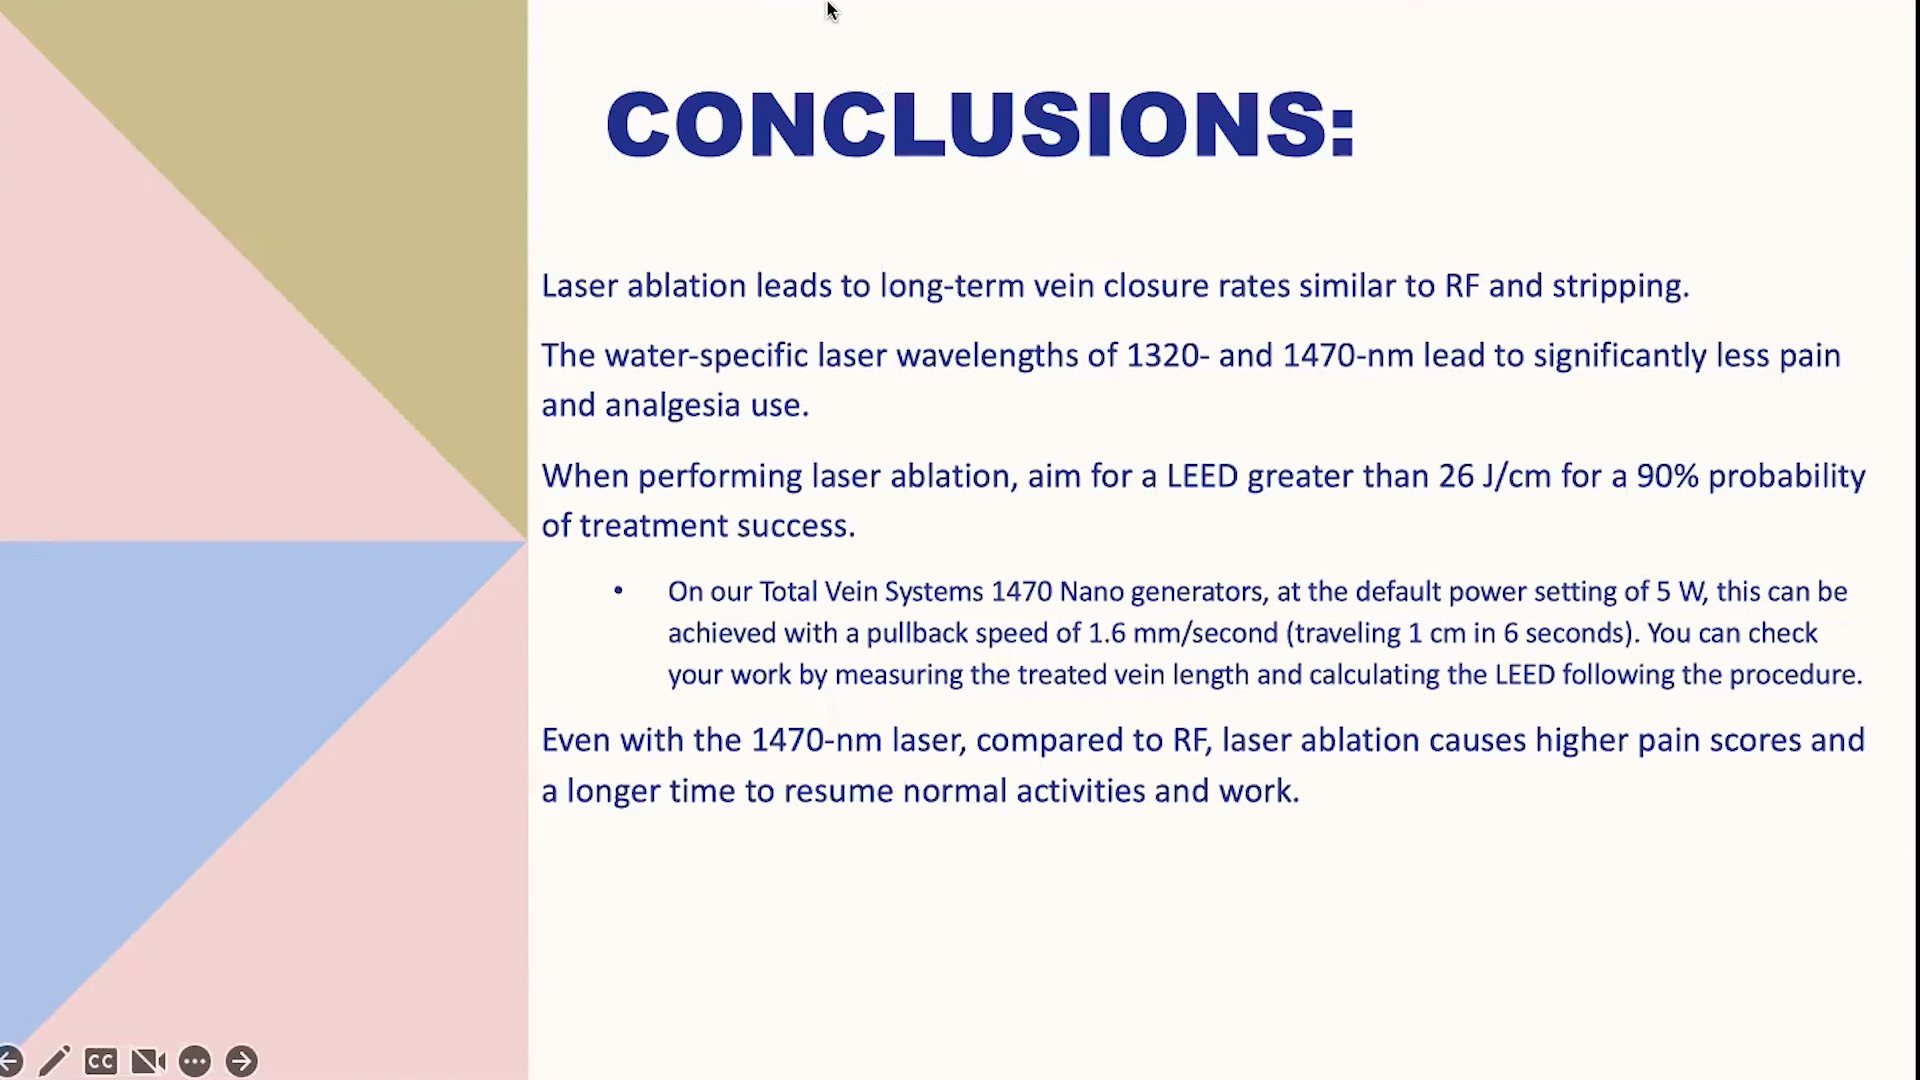 CONCLUSIONS:
Laser ablation leads to long-term vein closure rates similar to RF and stripping.
The water-specific laser wavelengths of 1320- and 1470-nm lead to significantly less pain
and analgesia use.
When performing laser ablation, aim for a LEED greater than 26 J/cm for a 90% probability
of treatment success.
• On our Total Vein Systems 1470 Nano generators, at the default power setting of 5 W, this can be
achieved with a pullback speed of 1.6 mm/second (traveling 1 cm in 6 seconds). You can check
your work by measuring the treated vein length and calculating the LEED following the procedure.
Even with the 1470-nm laser, compared to RF, laser ablation causes higher pain scores and
a longer time to resume normal activities and work.
CC